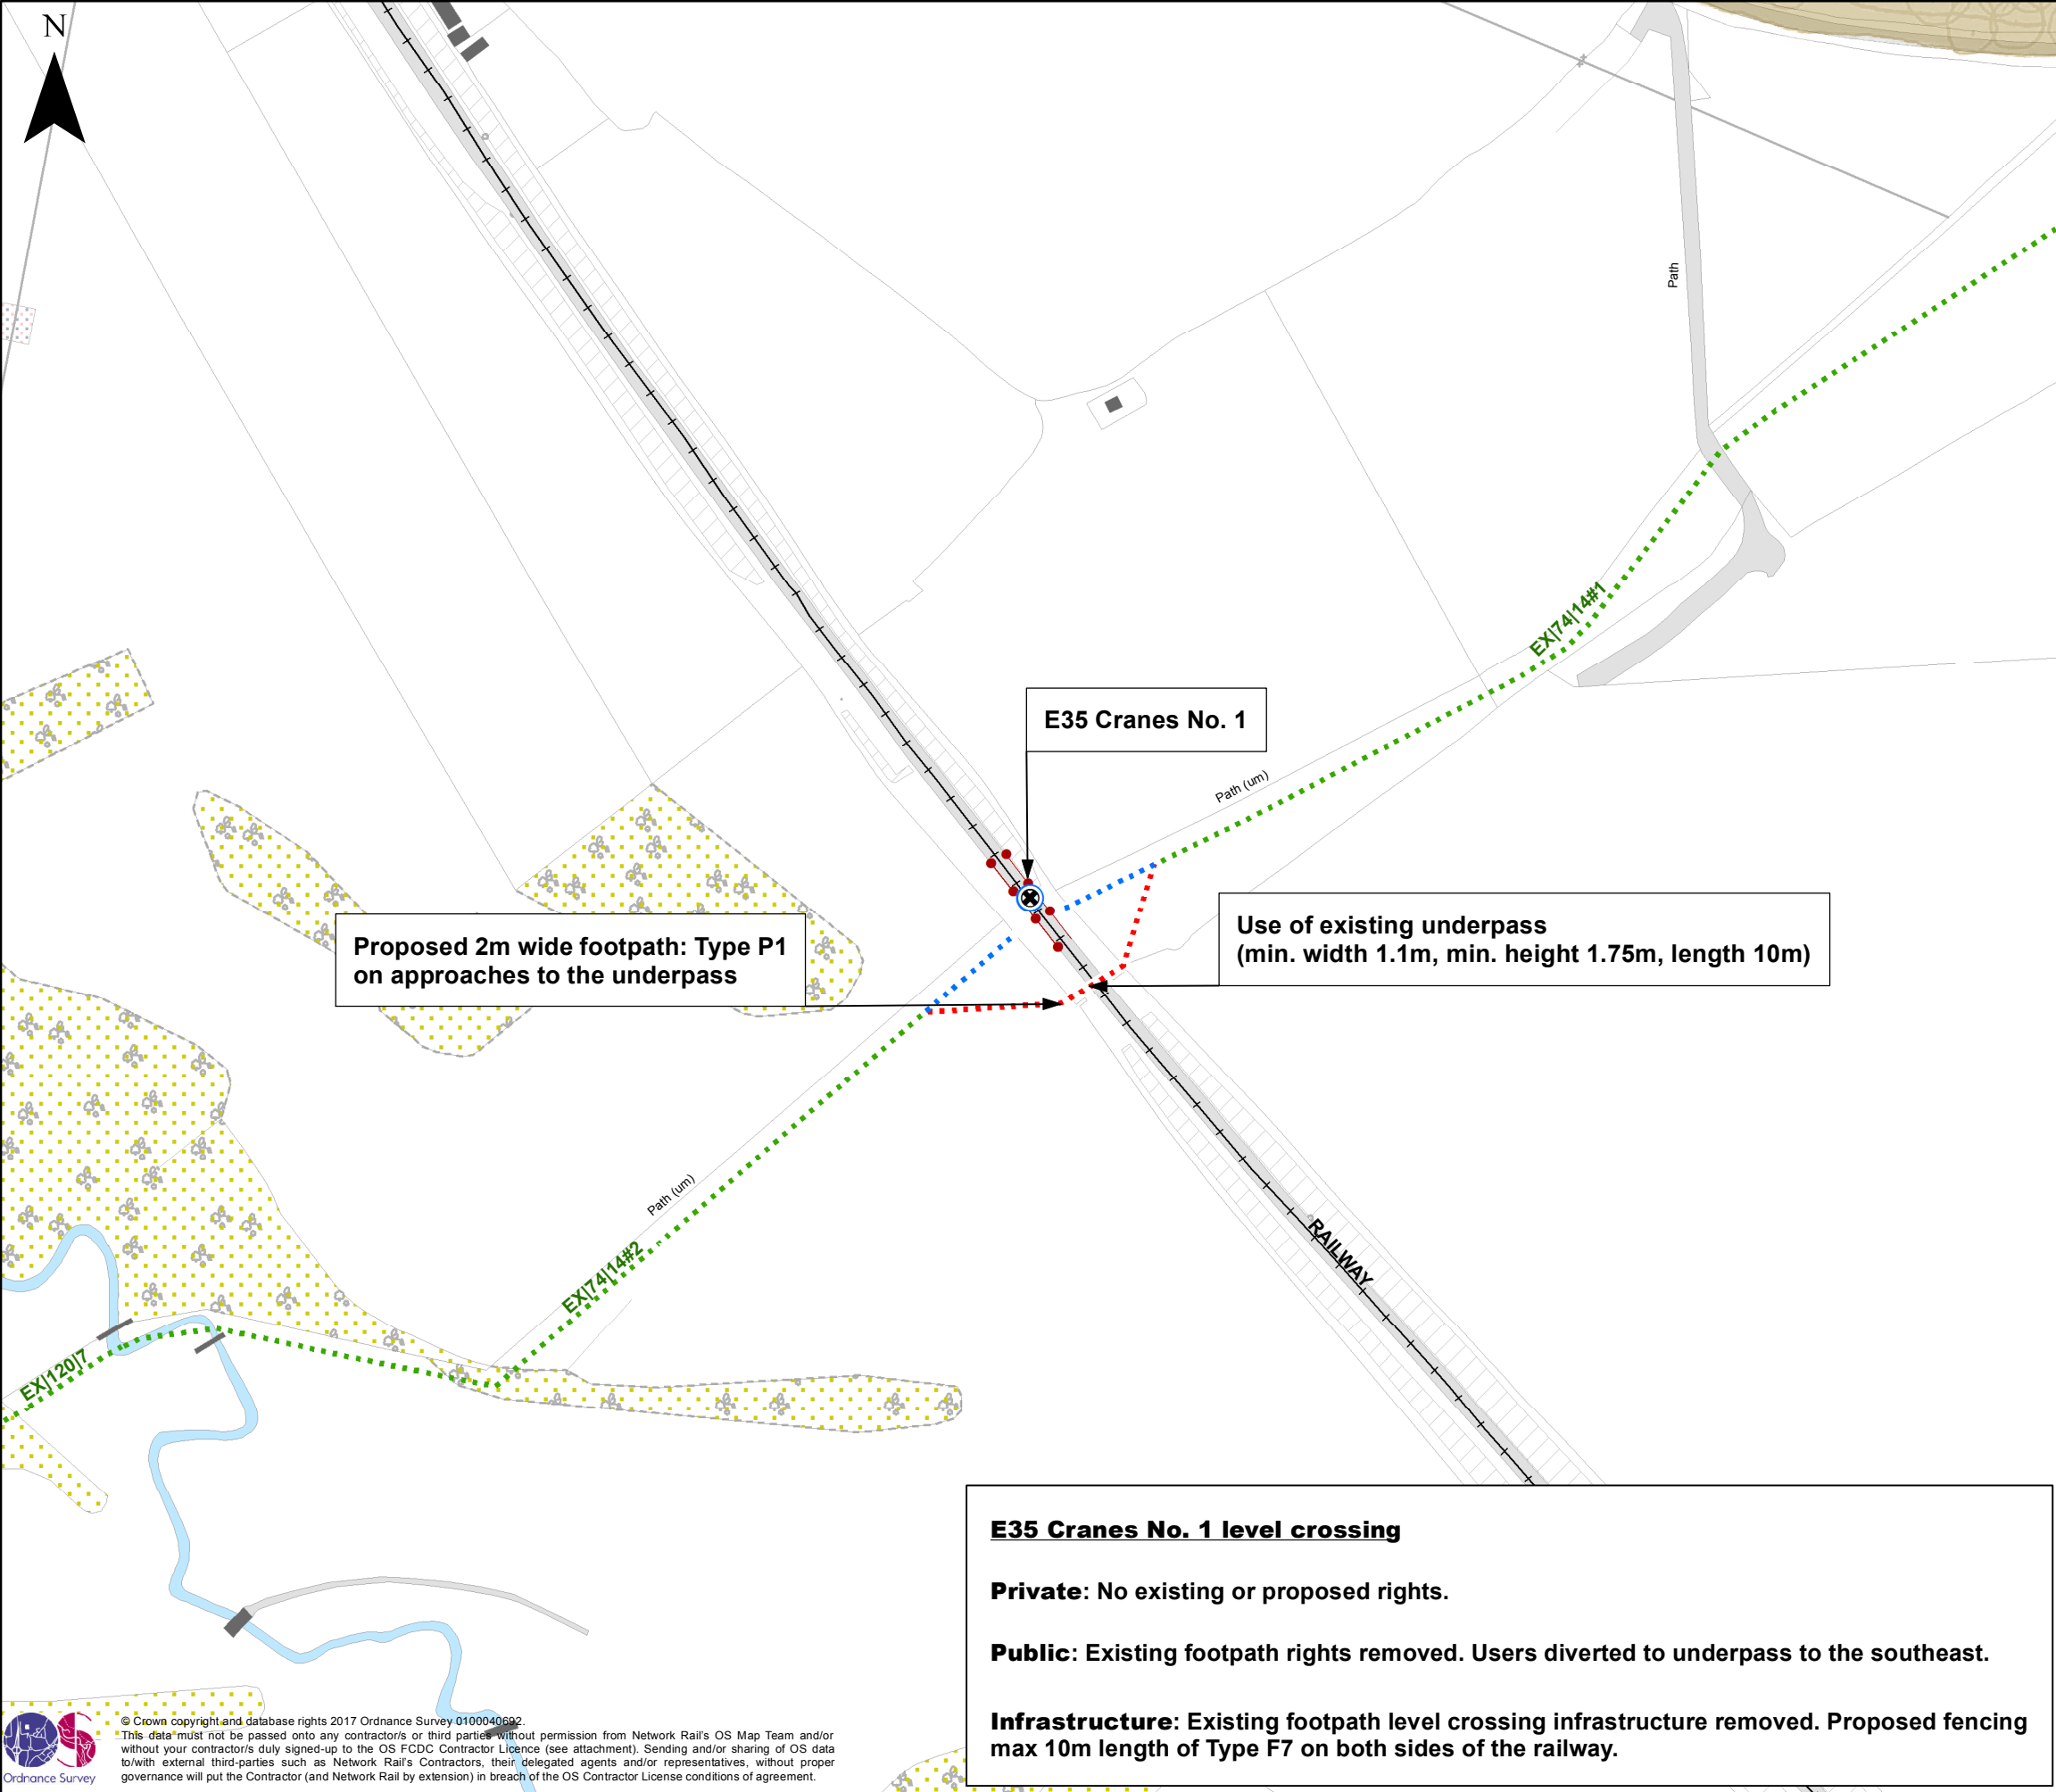 N
Path
EX|74|14#1
E35 Cranes No. 1
Path (um)
Use of existing underpass
(min. width 1.1m, min. height 1.75m, length 10m)
Proposed 2m wide footpath: Type P1
on approaches to the underpass
Path (um)
RAILWAY
EX|74|14#2
EX|120|7
E35 Cranes No. 1 level crossing
Private: No existing or proposed rights.
Public: Existing footpath rights removed. Users diverted to underpass to the southeast.
Infrastructure: Existing footpath level crossing infrastructure removed. Proposed fencing
max 10m length of Type F7 on both sides of the railway.
© Crown copyright and database rights 2017 Ordnance Survey 0100040692.
This data must not be passed onto any contractor/s or third parties without permission from Network Rail's OS Map Team and/or
without your contractor/s duly signed-up to the OS FCDC Contractor Licence (see attachment). Sending and/or sharing of OS data
to/with external third-parties such as Network Rail's Contractors, their delegated agents and/or representatives, without proper
governance will put the Contractor (and Network Rail by extension) in breach of the OS Contractor License conditions of agreement.
Ordnance Survey